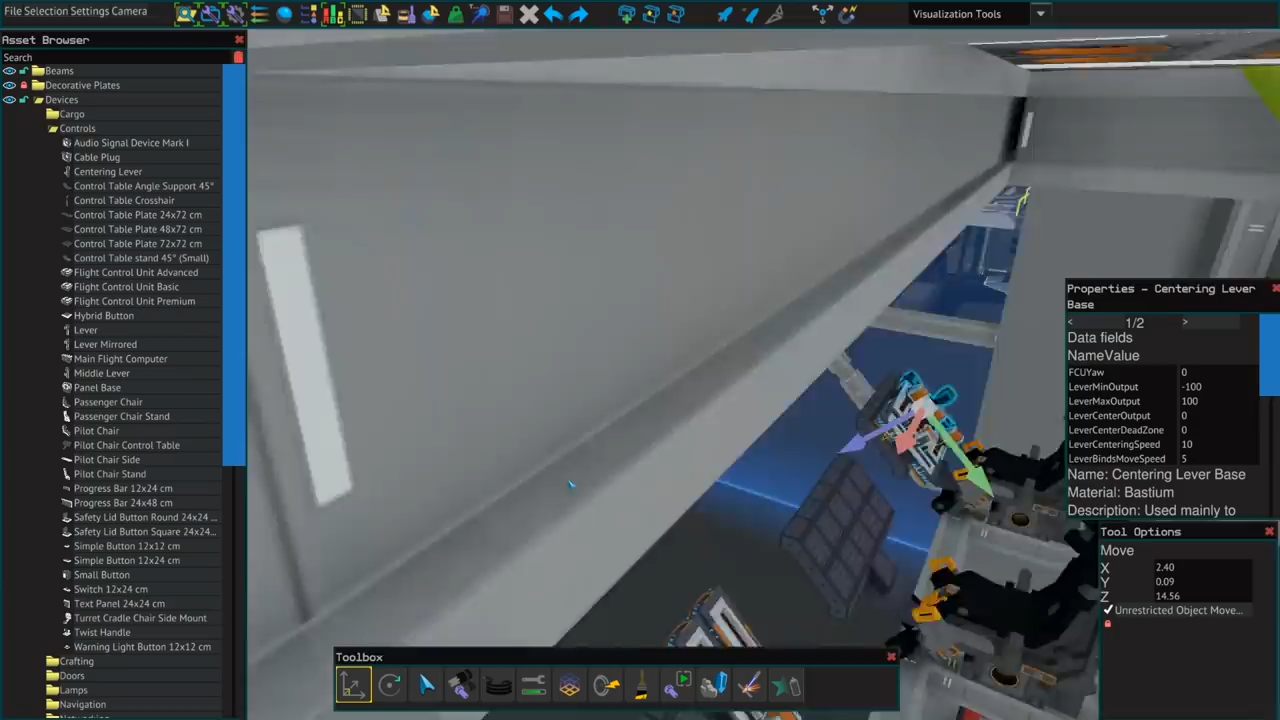 File Selection Settings Camera
Visualization Tools
Asset Browser
Search
Beams
Decorative Plates
Devices
Cargo
Controls
Audio Signal Device Mark I
Cable Plug
Centering Lever
Control Table Angle Support 45°
Control Table Crosshair
Control Table Plate 24x72 cm
Control Table Plate 48x72 cm
Control Table Plate 72x72 cm
Control Table stand 45° (Small)
Flight Control Unit Advanced
Flight Control Unit Basic
Flight Control Unit Premium
Hybrid Button
Lever
Lever Mirrored
Main Flight Computer
Middle Lever
Panel Base
Passenger Chair
Passenger Chair Stand
Pilot Chair
Pilot Chair Control Table
Pilot Chair Side
Pilot Chair Stand
Progress Bar 12x24 cm
Progress Bar 24x48 cm
Safety Lid Button Round 24x24 ...
Safety Lid Button Square 24x24...
Simple Button 12x12 cm
Simple Button 12x24 cm
Small Button
Switch 12x24 cm
Text Panel 24x24 cm
Turret Cradle Chair Side Mount
Twist Handle
Warning Light Button 12x12 cm
Crafting
Doors
Lamps
Navigation
Properties - Centering Lever
Base
< 1/2 >
Data fields
NameValue
FCUYaw 0
LeverMinOutput -100
LeverMaxOutput 100
LeverCenterOutput 0
LeverCenterDeadZone 0
LeverCenteringSpeed 10
LeverBindsMoveSpeed 5
Name: Centering Lever Base
Material: Bastium
Description: Used mainly to
Tool Options
Move
X 2.40
Y 0.09
Z 14.56
Unrestricted Object Move...
Toolbox